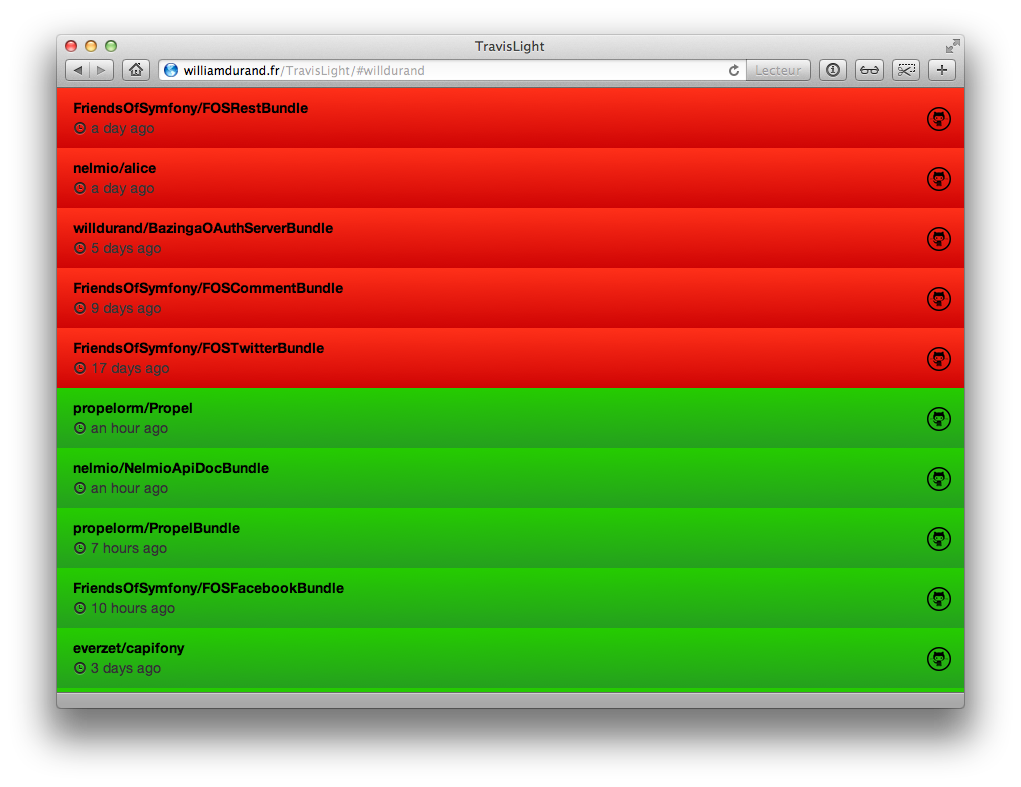 TravisLight
williamdurand.fr/TravisLight/#willdurand Lecteur
FriendsOfSymfony/FOSRestBundle
a day ago
nelmio/alice
a day ago
willdurand/BazingaOAuthServerBundle
5 days ago
FriendsOfSymfony/FOSCommentBundle
9 days ago
FriendsOfSymfony/FOSTwitterBundle
17 days ago
propelorm/Propel
an hour ago
nelmio/NelmioApiDocBundle
an hour ago
propelorm/PropelBundle
7 hours ago
FriendsOfSymfony/FOSFacebookBundle
10 hours ago
everzet/capifony
3 days ago